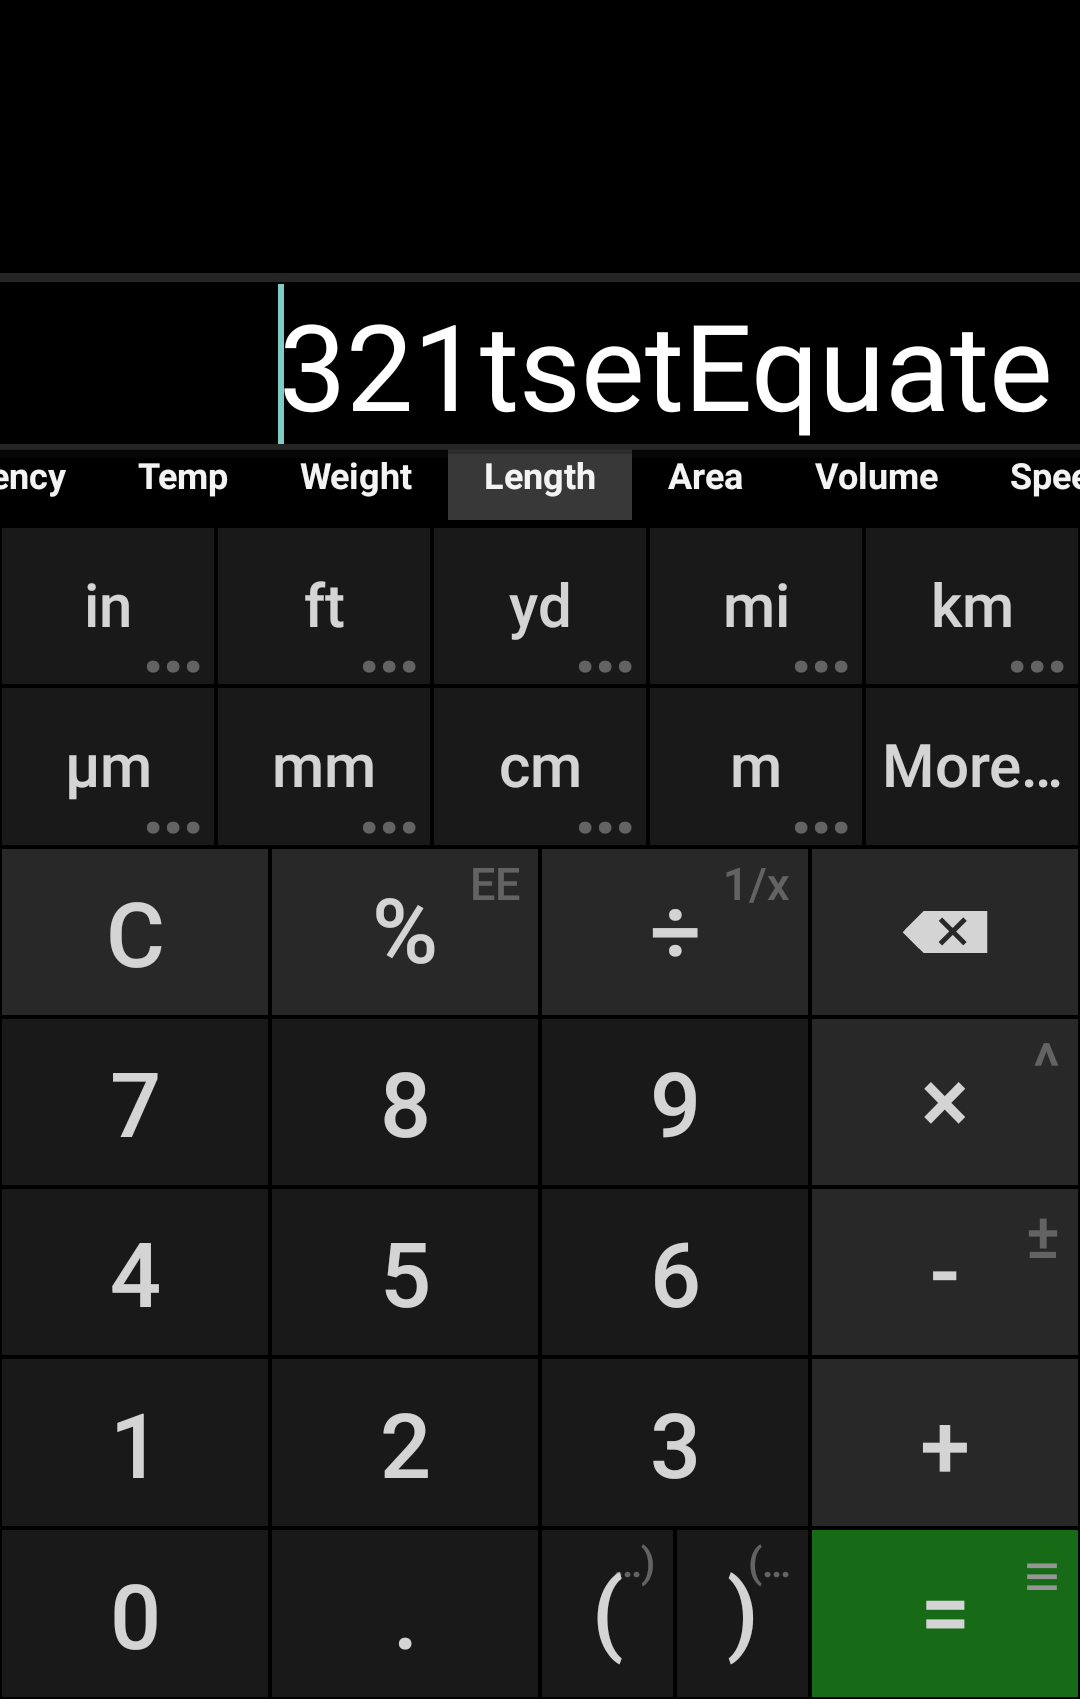 321tsetEquate
ency Temp Weight Length Area Volume Spee
in ft yd mi km
µm mm cm m More...
C % EE ÷ 1/x
7 8 9 × ^
4 5 6 - ±
1 2 3 +
0 . ( ..) ) (... = ≡